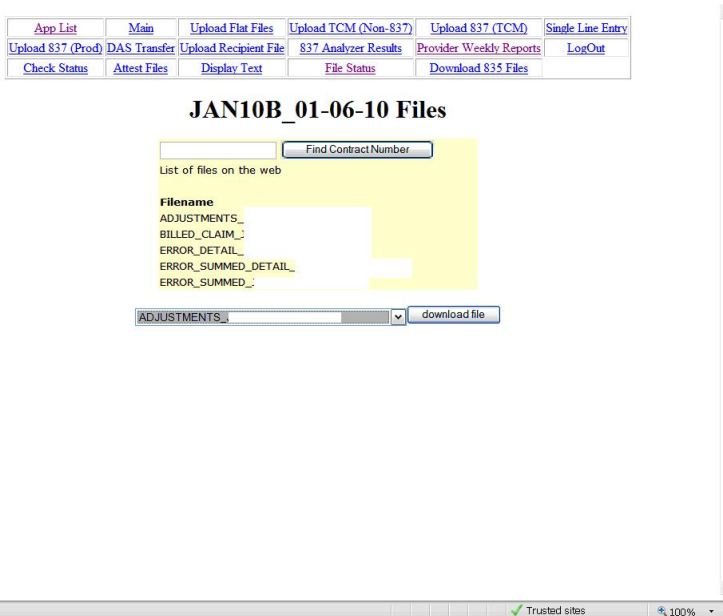 App List Main Upload Flat Files Upload TCM (Non-837) Upload 837 (TCM) Single Line Entry
Upload 837 (Prod) DAS Transfer Upload Recipient File 837 Analyzer Results Provider Weekly Reports LogOut
Check Status Attest Files Display Text File Status Download 835 Files
JAN10B_01-06-10 Files
Find Contract Number
List of files on the web
Filename
ADJUSTMENTS_
BILLED_CLAIM_
ERROR_DETAIL_
ERROR_SUMMED_DETAIL_
ERROR_SUMMED_
ADJUSTMENTS_ download file
Trusted sites 100%